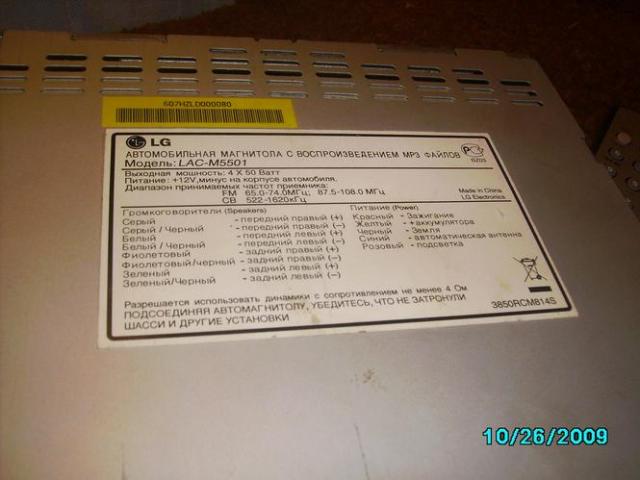 607HZLD000080
LG
АВТОМОБИЛЬНАЯ МАГНИТОЛА С ВОСПРОИЗВЕДЕНИЕМ MP3 ФАЙЛОВ
Модель: LAC-M5501
Выходная мощность: 4 X 50 Ватт
Питание: +12V, минус на корпусе автомобиля.
Диапазон принимаемых частот приемника:
FM 65.0-74.0МГц; 87.5-108.0 МГц
СВ 522-1620кГц
Made in China
LG Electronics
Громкоговорители (Speakers)
Серый - передний правый (+)
Серый / Черный - передний правый (–)
Белый - передний левый (+)
Белый / Черный - передний левый (–)
Фиолетовый - задний правый (+)
Фиолетовый/черный - задний правый (–)
Зеленый - задний левый (+)
Зеленый/Черный - задний левый (–)
Питание (Power)
Красный - Зажигание
Желтый - +аккумулятора
Черный - Земля
Синий - автоматическая антенна
Розовый - подсветка
Разрешается использовать динамики с сопротивлением не менее 4 Ом
ПОДСОЕДИНЯЯ АВТОМАГНИТОЛУ, УБЕДИТЕСЬ, ЧТО НЕ ЗАТРОНУЛИ
ШАССИ И ДРУГИЕ УСТАНОВКИ
3850RCM814S
10/26/2009